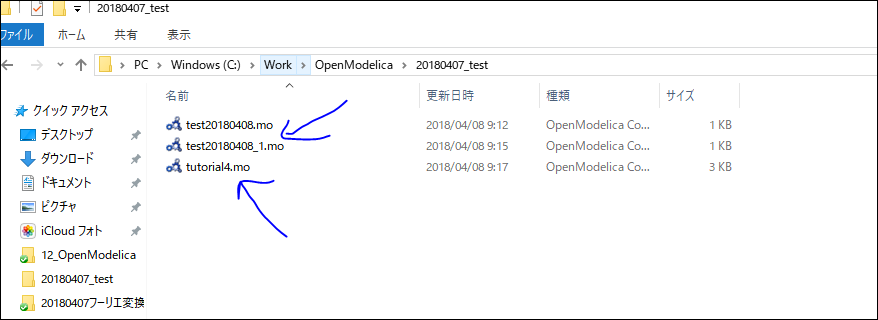 20180407_test
ファイル ホーム 共有 表示
PC Windows (C:) Work OpenModelica 20180407_test
名前 更新日時 種類 サイズ
クイック アクセス
デスクトップ
ダウンロード
ドキュメント
ピクチャ
iCloud フォト
12_OpenModelica
20180407_test
20180407フーリエ変換
test20180408.mo 2018/04/08 9:12 OpenModelica Co... 1 KB
test20180408_1.mo 2018/04/08 9:15 OpenModelica Co... 1 KB
tutorial4.mo 2018/04/08 9:17 OpenModelica Co... 3 KB